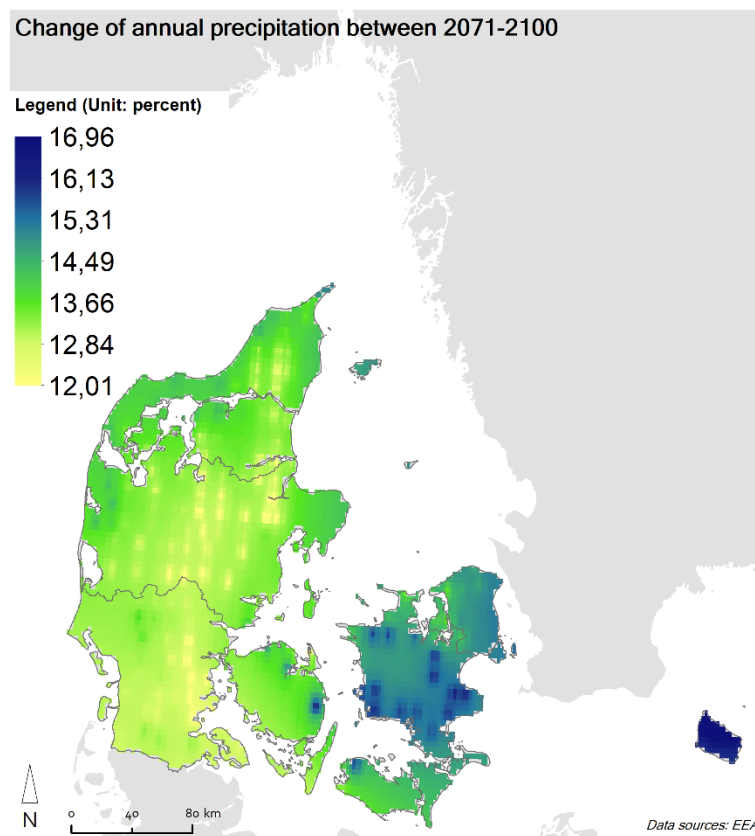 Change of annual precipitation between 2071-2100
Legend (Unit: percent)
16,96
16,13
15,31
14,49
13,66
12,84
12,01
N
0 40 80 km
Data sources: EEA